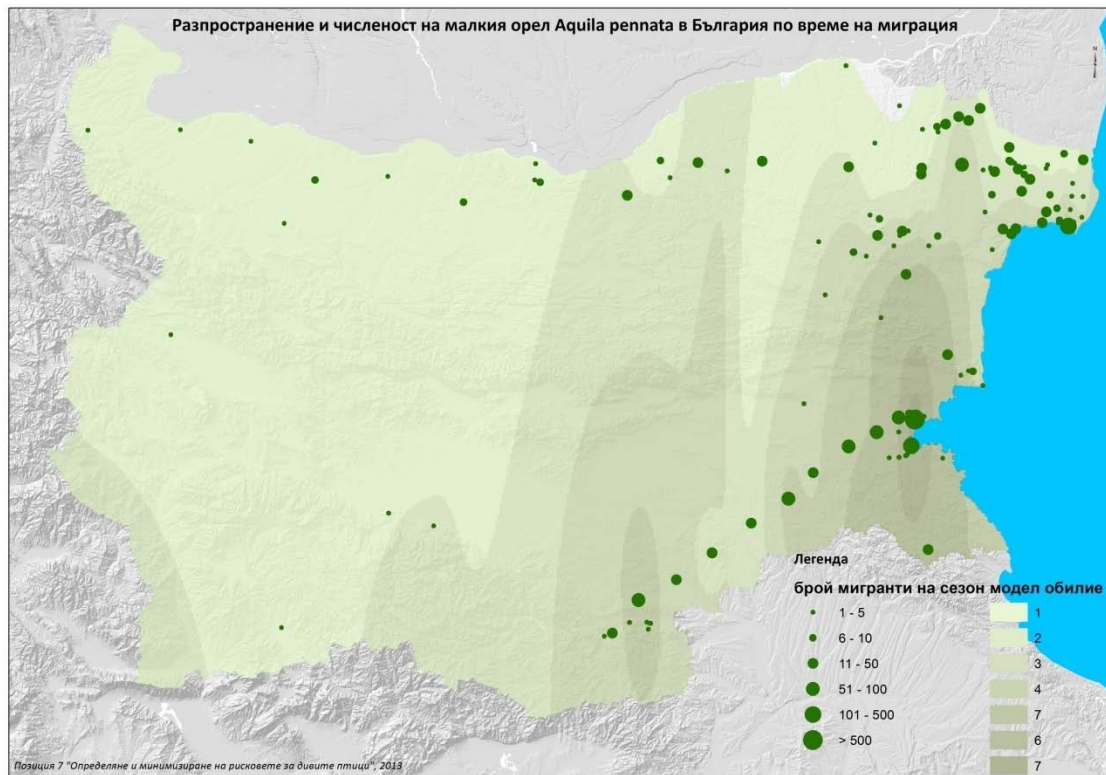 Разпространение и численост на малкия орел Aquila pennata в България по време на миграция
N
Легенда
брой мигранти на сезон модел обилие
1 - 5
6 - 10
11 - 50
51 - 100
101 - 500
> 500
1
2
3
4
7
6
7
Позиция 7 "Определяне и минимизиране на рисковете за дивите птици", 2013